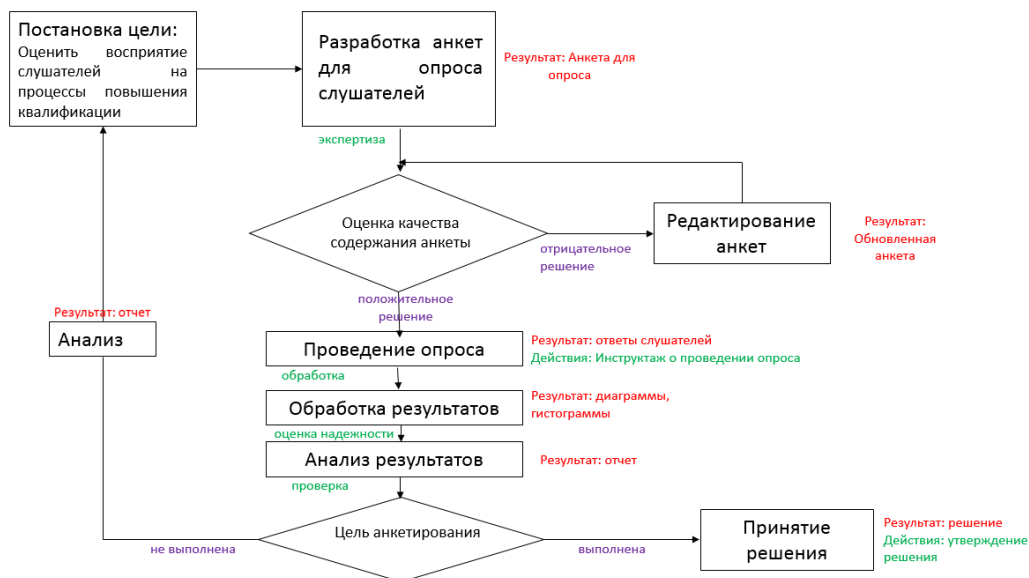 Постановка цели:
Оценить восприятие
слушателей на
процессы повышения
квалификации
Разработка анкет
для опроса
слушателей
Результат: Анкета для
опроса
экспертиза
Оценка качества
содержания анкеты
отрицательное
решение
Редактирование
анкет
Результат:
Обновленная
анкета
положительное
решение
Результат: отчет
Анализ
Проведение опроса
Результат: ответы слушателей
Действия: Инструктаж о проведении опроса
обработка
Обработка результатов
Результат: диаграммы,
гистограммы
оценка надежности
Анализ результатов
Результат: отчет
проверка
Цель анкетирования
не выполнена
выполнена
Принятие
решения
Результат: решение
Действия: утверждение
решения